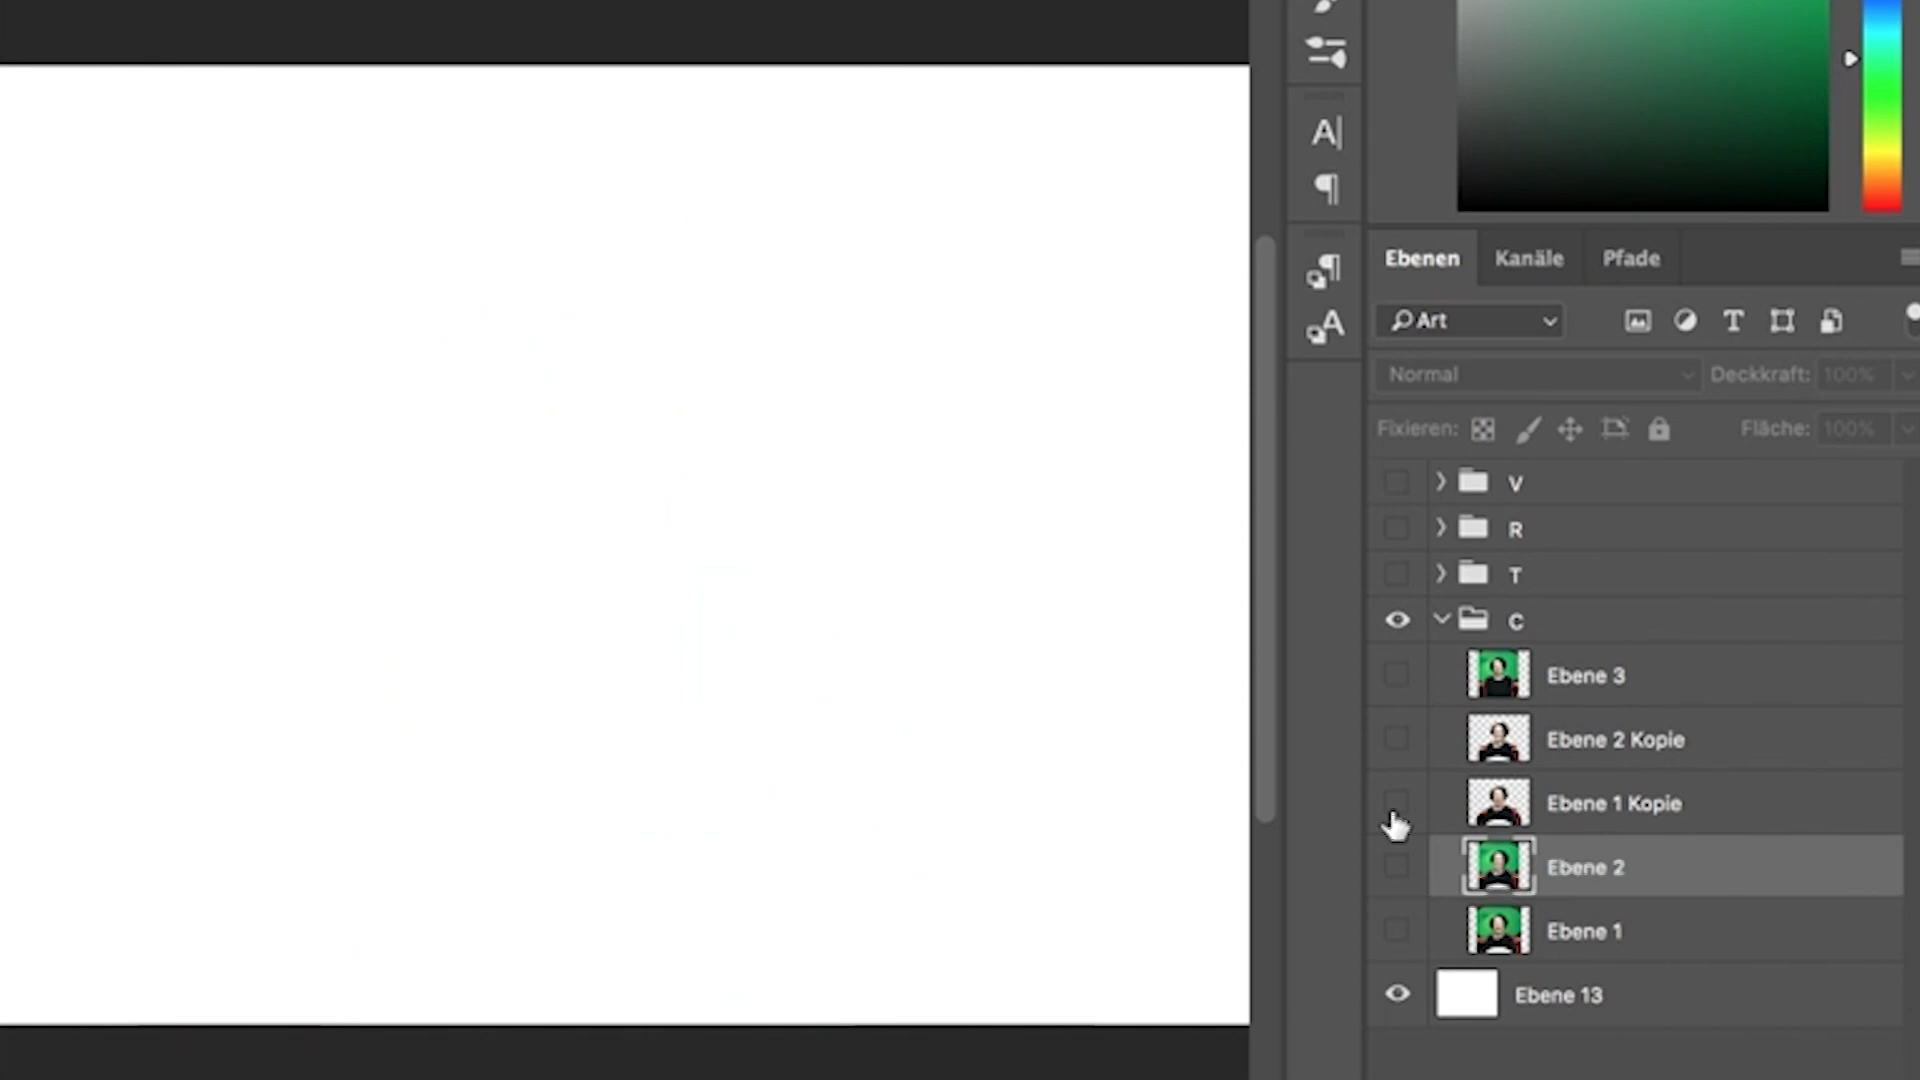 Ebenen Kanäle Pfade
Art
Normal Deckkraft: 100%
Fixieren: Fläche: 100%
V
R
T
C
Ebene 3
Ebene 2 Kopie
Ebene 1 Kopie
Ebene 2
Ebene 1
Ebene 13